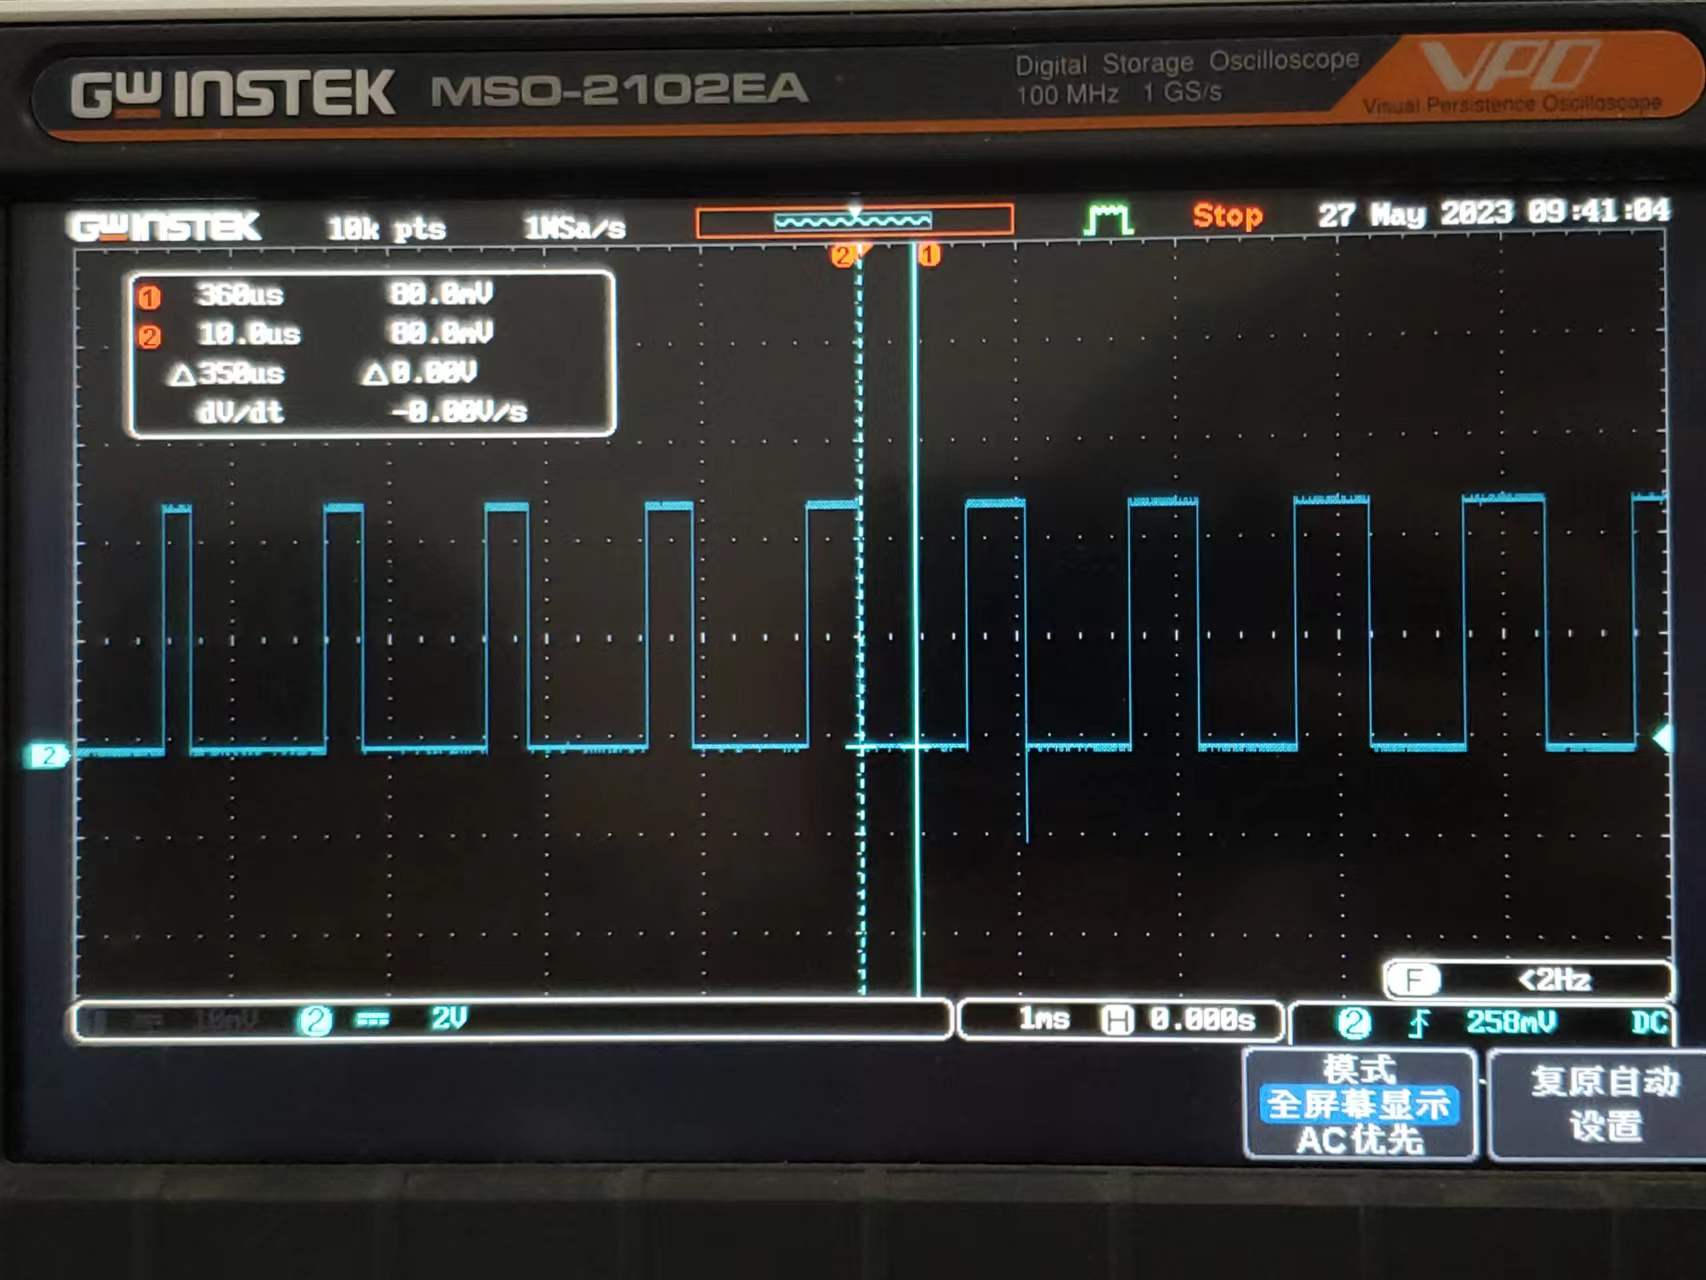 GW INSTEK MSO-2102EA
Digital Storage Oscilloscope
100 MHz 1 GS/s
VPO
Visual Persistence Oscilloscope
GW INSTEK 10k pts 1MSa/s Stop 27 May 2023 09:41:04
2 1
1 360us 80.0mV
2 10.0us 80.0mV
△350us △0.00V
dV/dt -0.00V/s
2
F <2Hz
1 10mV 2 2V 1ms H 0.000s 2 258mV DC
模式
全屏幕显示
AC优先
复原自动
设置